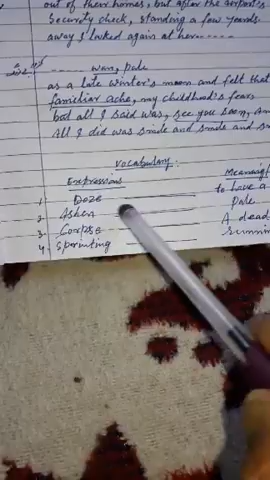 out of their homes, but after the airport's
Security check, standing a few yards
away I looked again at her.....
..... wan, pale
as a late winter's moon and felt that
familiar ache, my childhood's fear,
but all I said was, see you soon,
All I did was smile and smile and
Vocabulary:
Expressions Meaning
1 Doze to have a
2 Ashen Pale
3 Corpse A dead
4. Sprinting Running